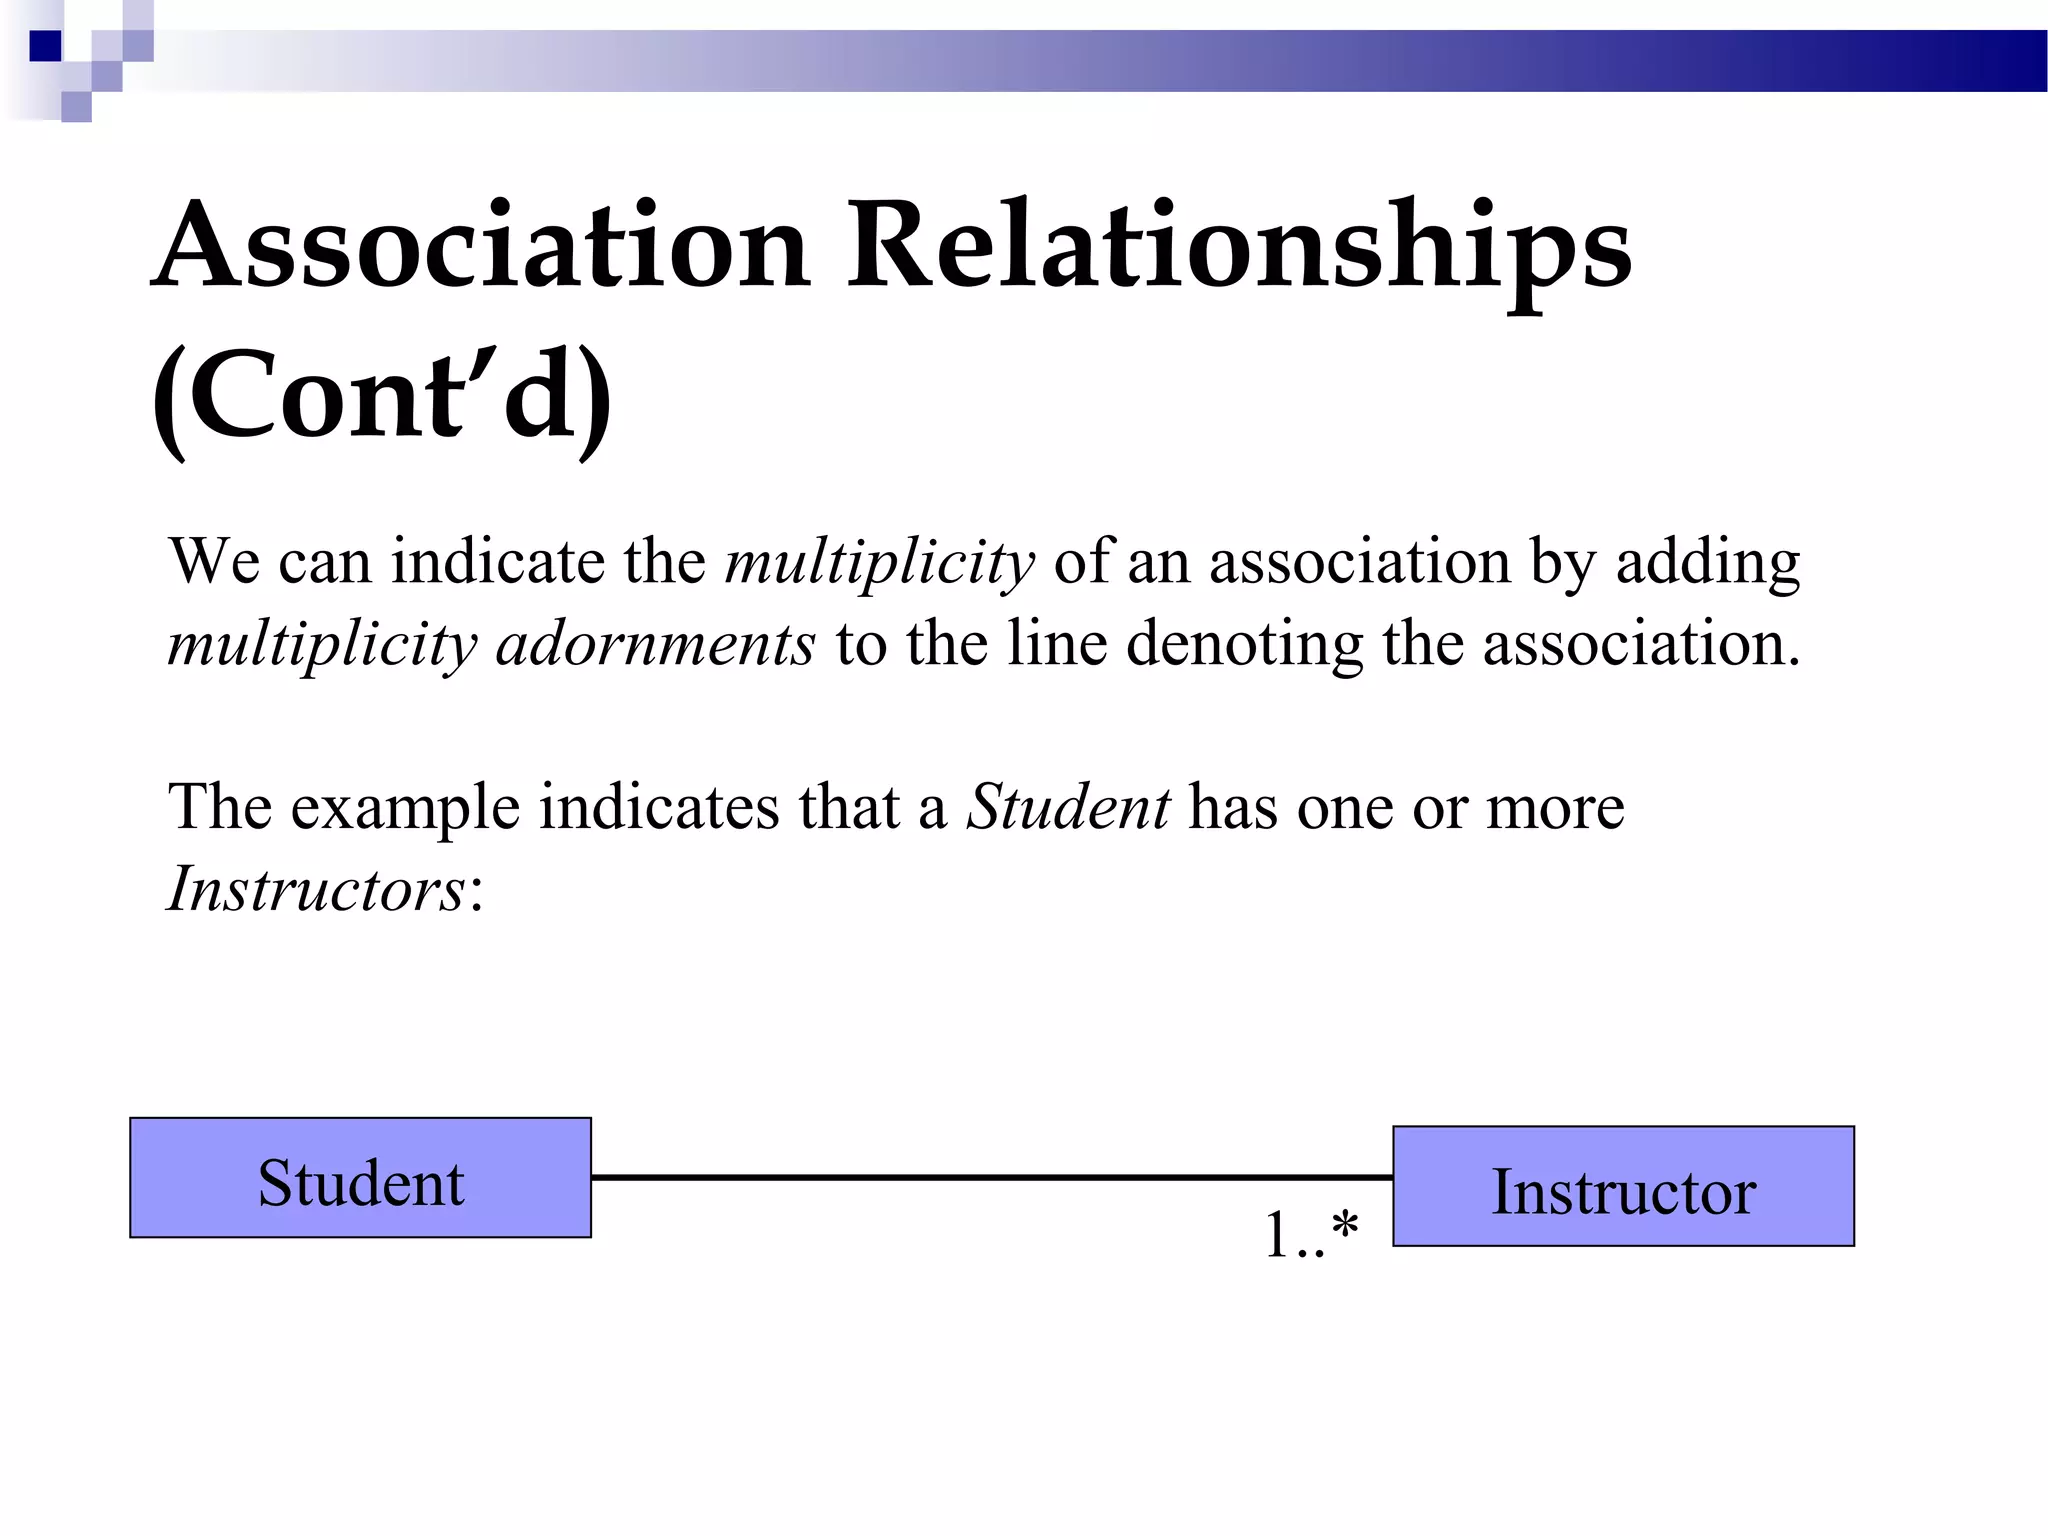 Association Relationships
(Cont’d)
We can indicate the multiplicity of an association by adding
multiplicity adornments to the line denoting the association.
The example indicates that a Student has one or more
Instructors:
Student
Instructor
1..*